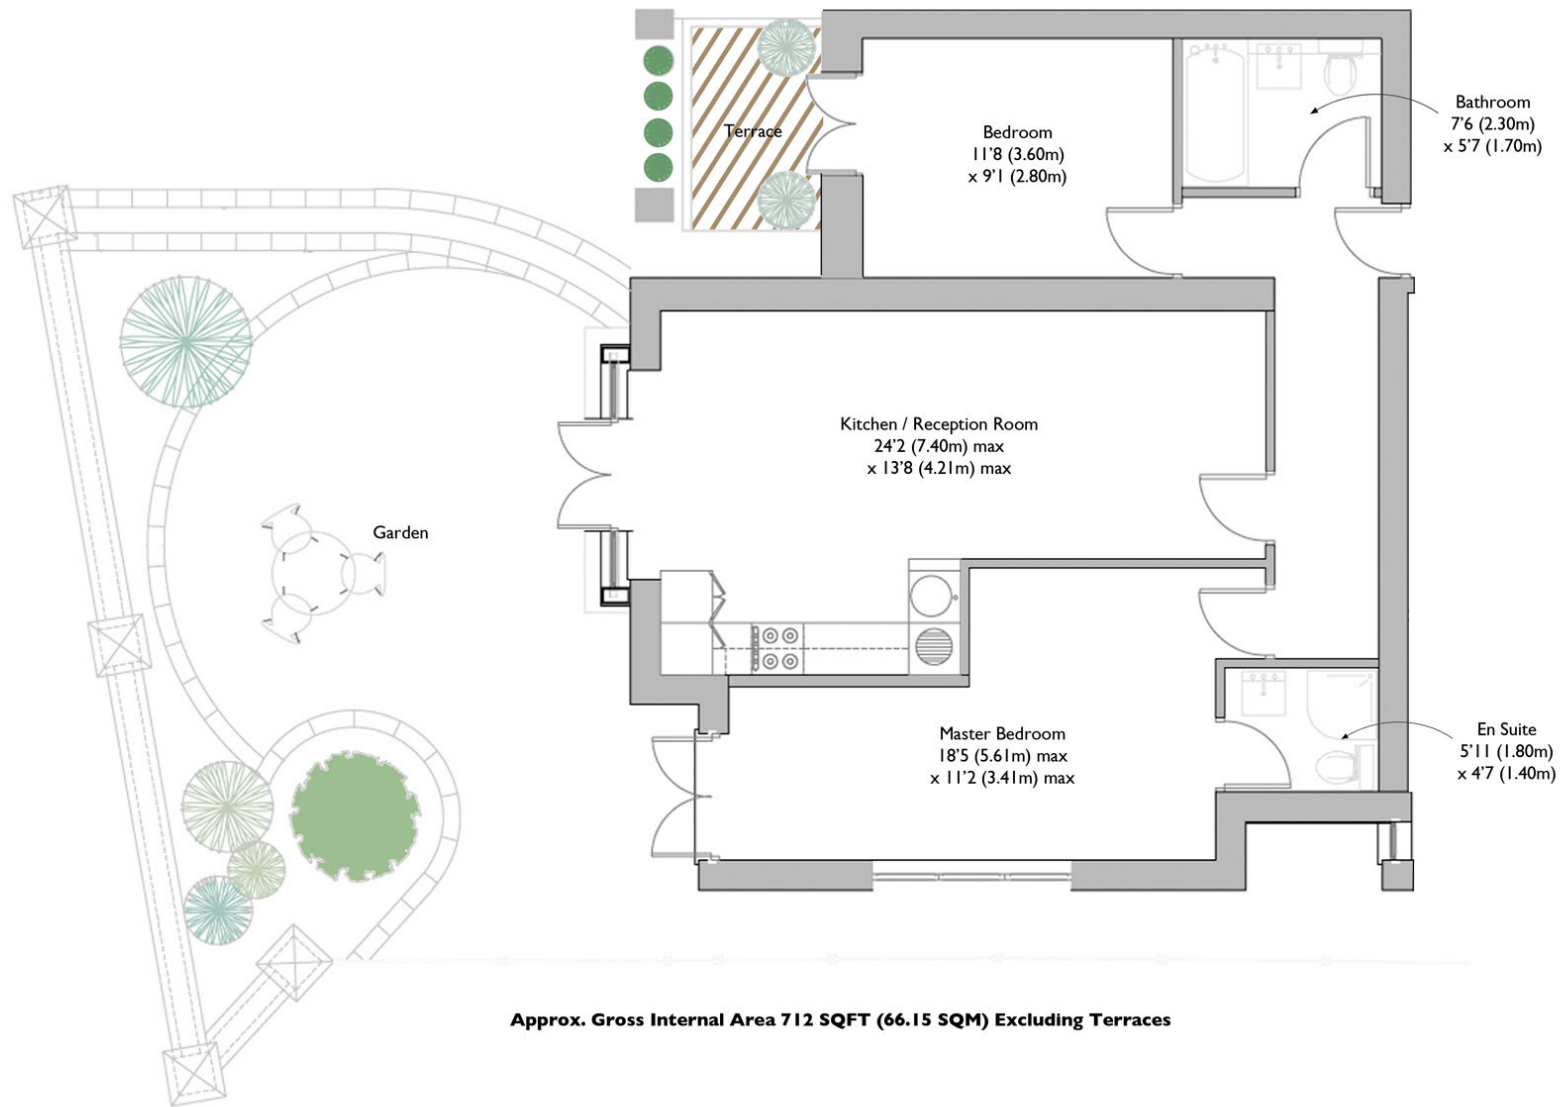 Terrace
Bedroom
11'8 (3.60m)
x 9'1 (2.80m)
Bathroom
7'6 (2.30m)
x 5'7 (1.70m)
Kitchen / Reception Room
24'2 (7.40m) max
x 13'8 (4.21m) max
Garden
Master Bedroom
18'5 (5.61m) max
x 11'2 (3.41m) max
En Suite
5'11 (1.80m)
x 4'7 (1.40m)
Approx. Gross Internal Area 712 SQFT (66.15 SQM) Excluding Terraces